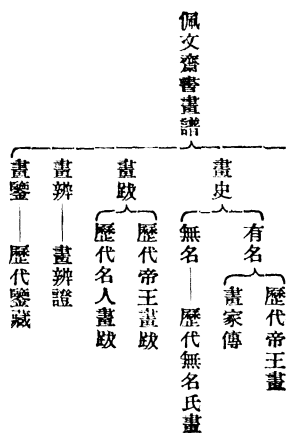 佩文齋書畫譜
畫史
有名
歷代帝王畫
畫家傳
無名
歷代無名氏畫
畫跋
歷代帝王畫跋
歷代名人畫跋
畫辨
畫辨證
畫鑒
歷代鑒藏